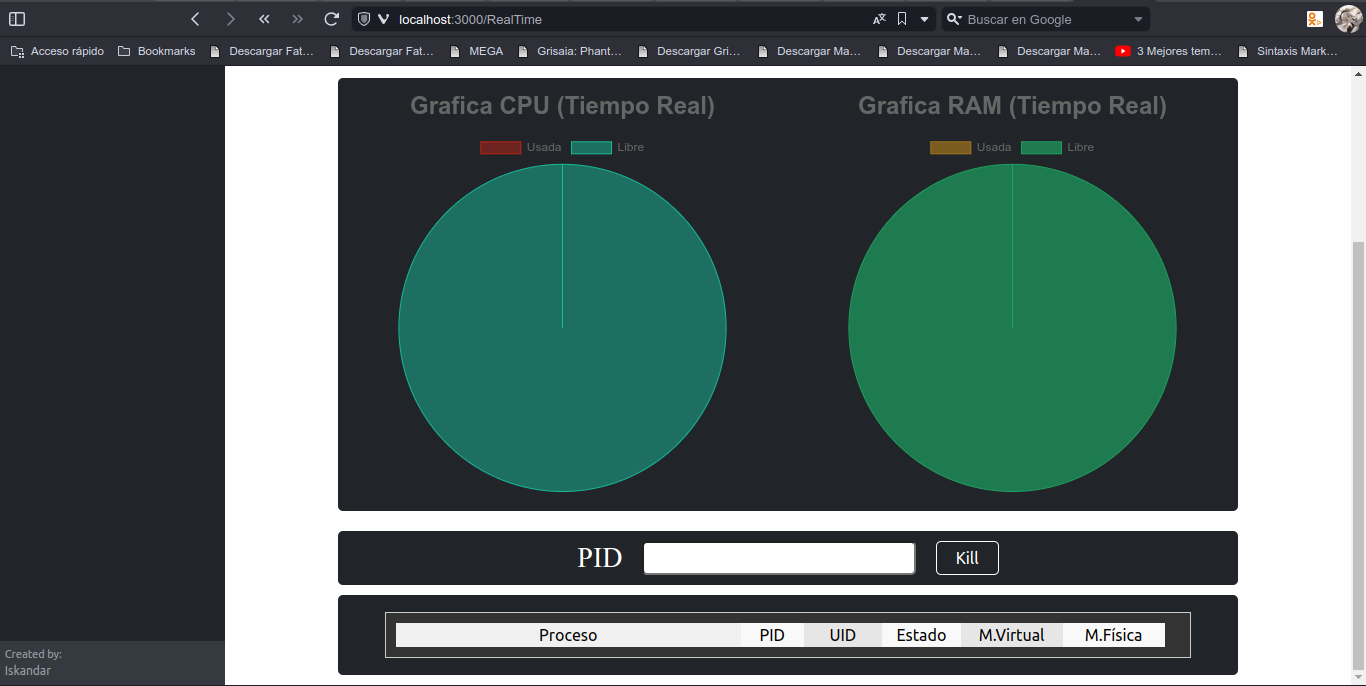 localhost:3000/RealTime
Buscar en Google
Acceso rápido Bookmarks Descargar Fat... Descargar Fat... MEGA Grisaia: Phant... Descargar Gri... Descargar Ma... Descargar Ma... Descargar Ma... 3 Mejores tem... Sintaxis Mark...
Grafica CPU (Tiempo Real)
Usada Libre
Grafica RAM (Tiempo Real)
Usada Libre
PID Kill
Proceso PID UID Estado M.Virtual M.Física
Created by:
Iskandar